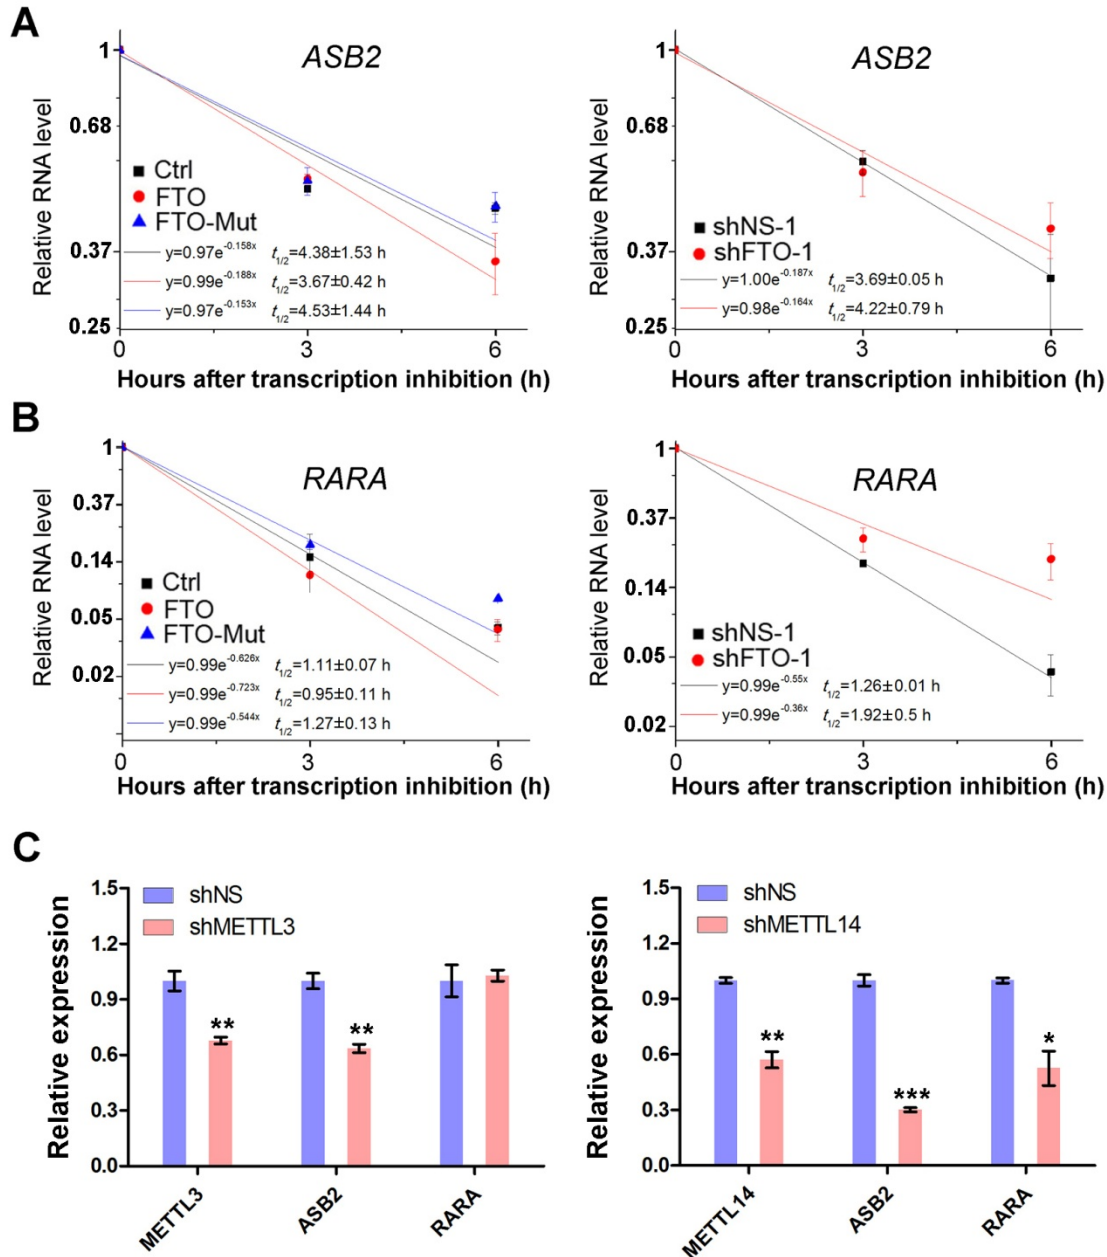 A
ASB2
Relative RNA level
1
0.68
0.37
0.25
Ctrl
FTO
FTO-Mut
y=0.97e^-0.158x t1/2=4.38±1.53 h
y=0.99e^-0.188x t1/2=3.67±0.42 h
y=0.97e^-0.153x t1/2=4.53±1.44 h
0 3 6
Hours after transcription inhibition (h)
ASB2
Relative RNA level
1
0.68
0.37
0.25
shNS-1
shFTO-1
y=1.00e^-0.187x t1/2=3.69±0.05 h
y=0.98e^-0.164x t1/2=4.22±0.79 h
0 3 6
Hours after transcription inhibition (h)
B
RARA
Relative RNA level
1
0.37
0.14
0.05
0.02
Ctrl
FTO
FTO-Mut
y=0.99e^-0.626x t1/2=1.11±0.07 h
y=0.99e^-0.723x t1/2=0.95±0.11 h
y=0.99e^-0.544x t1/2=1.27±0.13 h
0 3 6
Hours after transcription inhibition (h)
RARA
Relative RNA level
1
0.37
0.14
0.05
0.02
shNS-1
shFTO-1
y=0.99e^-0.55x t1/2=1.26±0.01 h
y=0.99e^-0.36x t1/2=1.92±0.5 h
0 3 6
Hours after transcription inhibition (h)
C
Relative expression
1.5
1.2
0.9
0.6
0.3
0.0
shNS
shMETTL3
**
**
METTL3
ASB2
RARA
Relative expression
1.5
1.2
0.9
0.6
0.3
0.0
shNS
shMETTL14
**
***
*
METTL14
ASB2
RARA